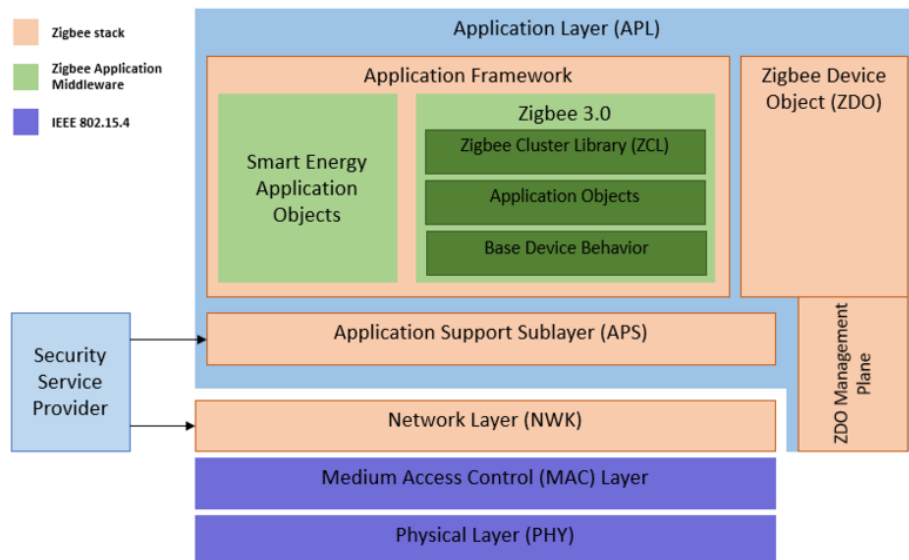 Zigbee stack
Zigbee Application
Middleware
IEEE 802.15.4
Application Layer (APL)
Application Framework
Zigbee Device
Object (ZDO)
Smart Energy
Application
Objects
Zigbee 3.0
Zigbee Cluster Library (ZCL)
Application Objects
Base Device Behavior
Security
Service
Provider
Application Support Sublayer (APS)
ZDO Management
Plane
Network Layer (NWK)
Medium Access Control (MAC) Layer
Physical Layer (PHY)